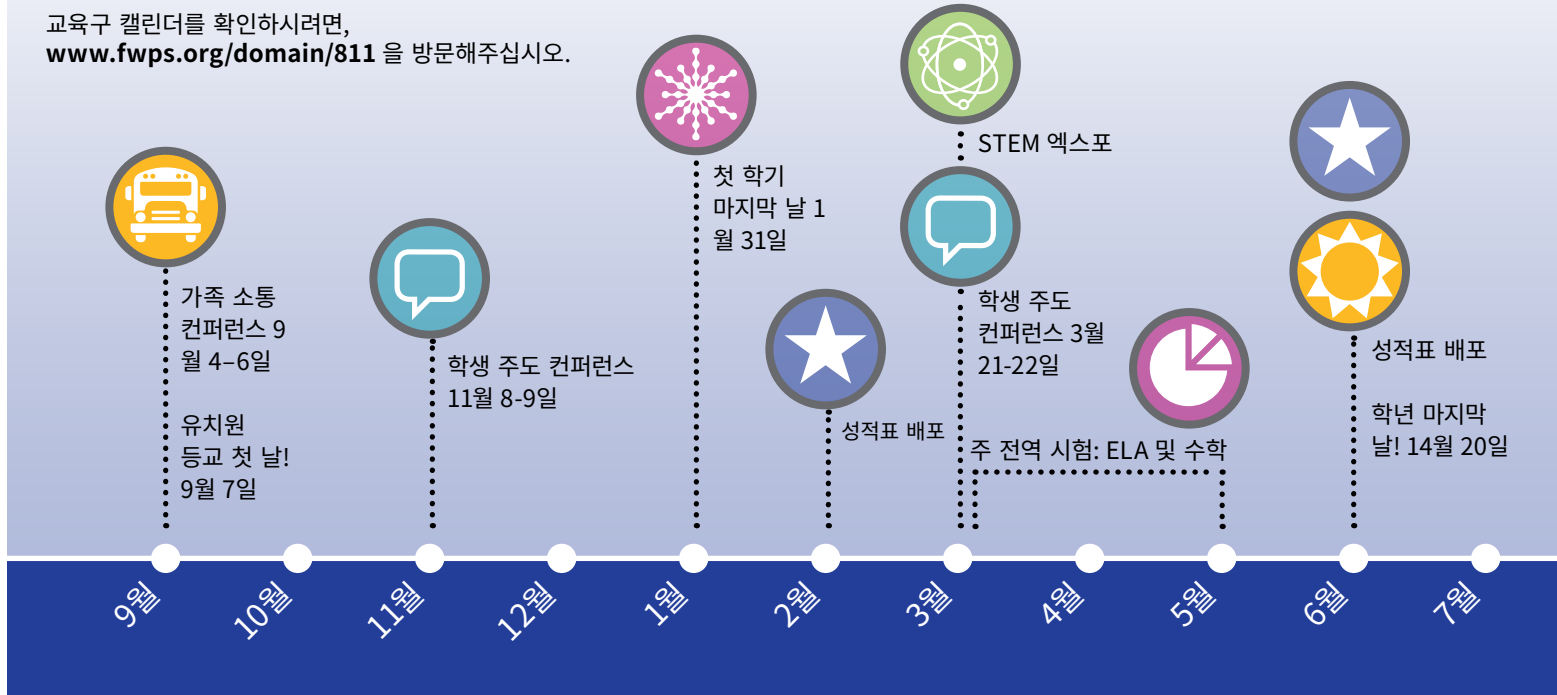 교육구 캘린더를 확인하시려면,
www.fwps.org/domain/811 을 방문해주십시오.
가족 소통
컨퍼런스 9
월 4–6일
유치원
등교 첫 날!
9월 7일
학생 주도 컨퍼런스
11월 8-9일
첫 학기
마지막 날 1
월 31일
성적표 배포
STEM 엑스포
학생 주도
컨퍼런스 3월
21-22일
주 전역 시험: ELA 및 수학
성적표 배포
학년 마지막
날! 14월 20일
9월
10월
11월
12월
1월
2월
3월
4월
5월
6월
7월